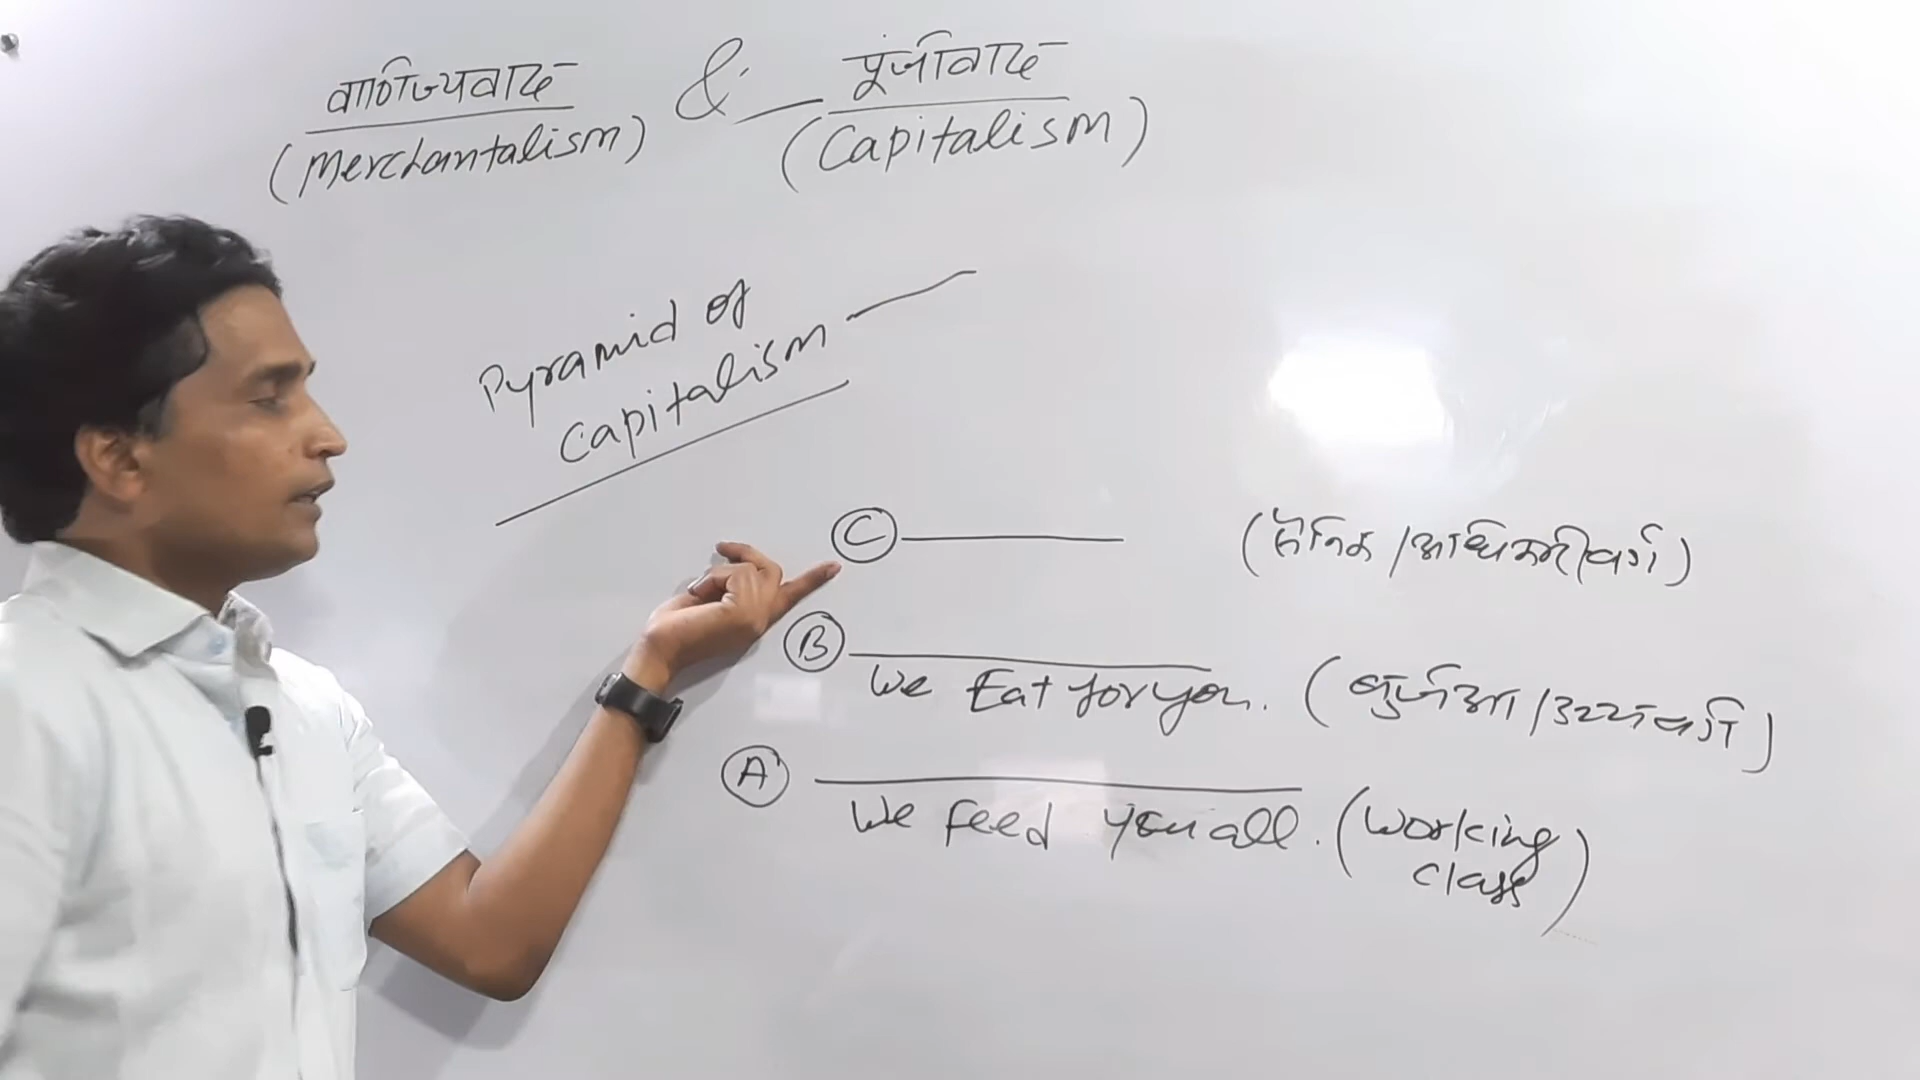 वाणिज्यवाद & पूंजीवाद
(Merchantalism) (Capitalism)
Pyramid of
Capitalism
C (सैनिक/अधिकारी वर्ग)
B
We Eat for you. (बुर्जुआ/उच्च वर्ग)
A
We Feed you all. (Working
Class)